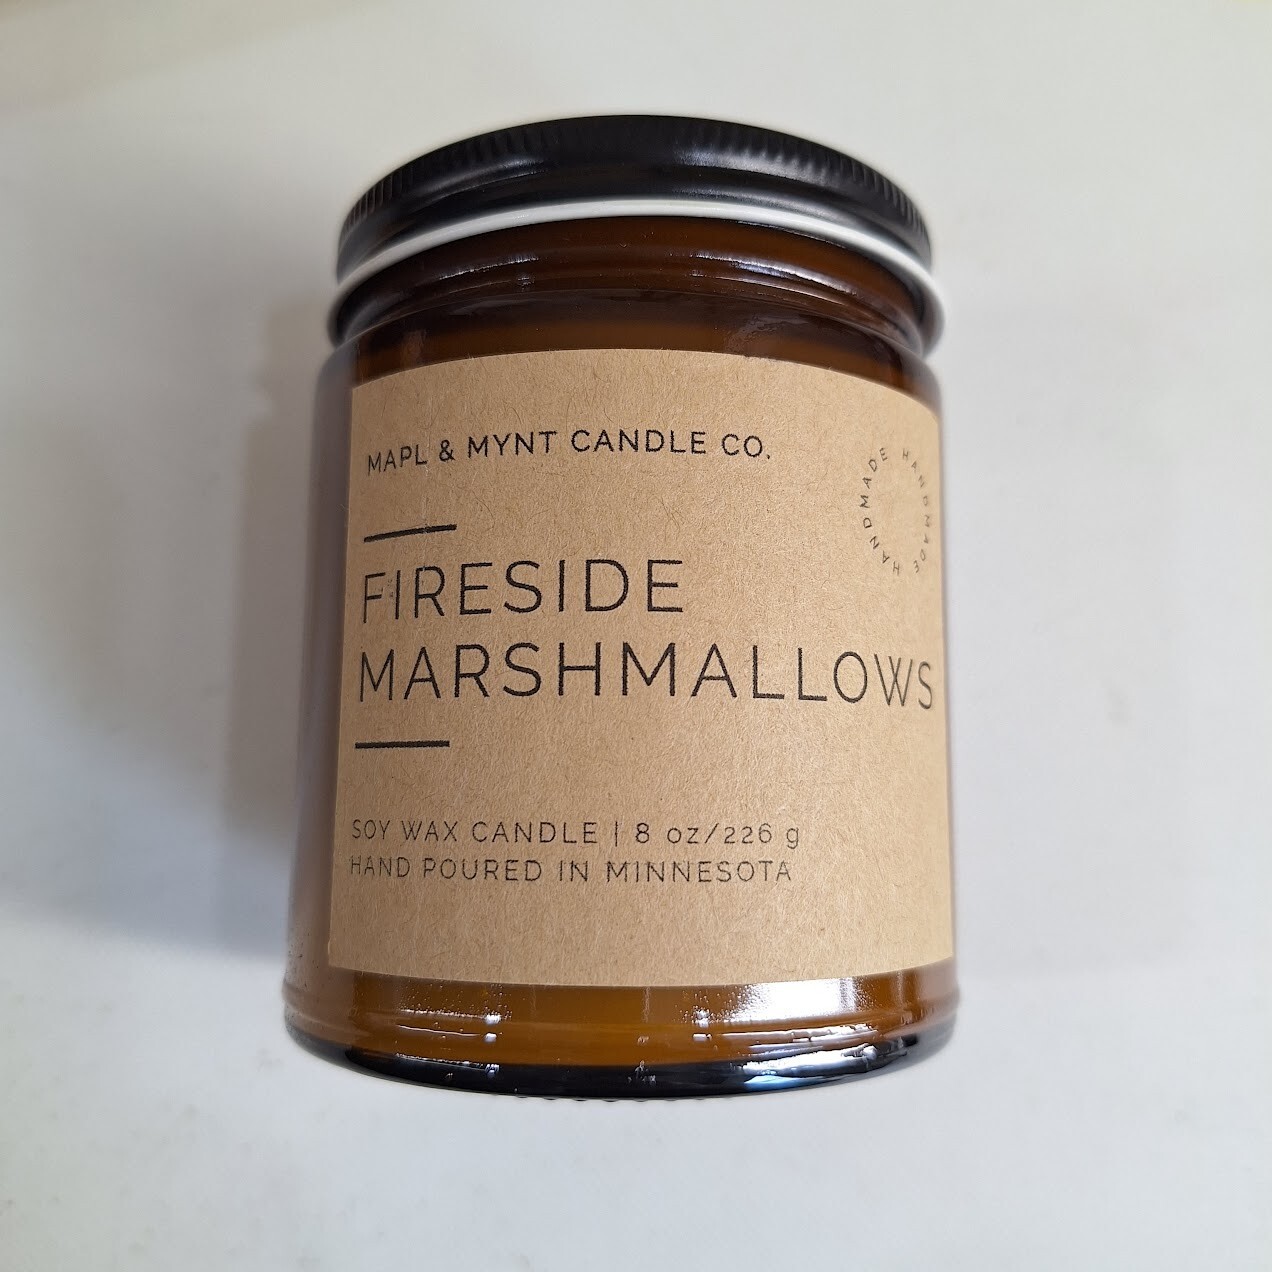 MAPL & MYNT CANDLE CO.
HANDMADE HANDMADE
FIRESIDE
MARSHMALLOWS
SOY WAX CANDLE | 8 oz/226 g
HAND POURED IN MINNESOTA